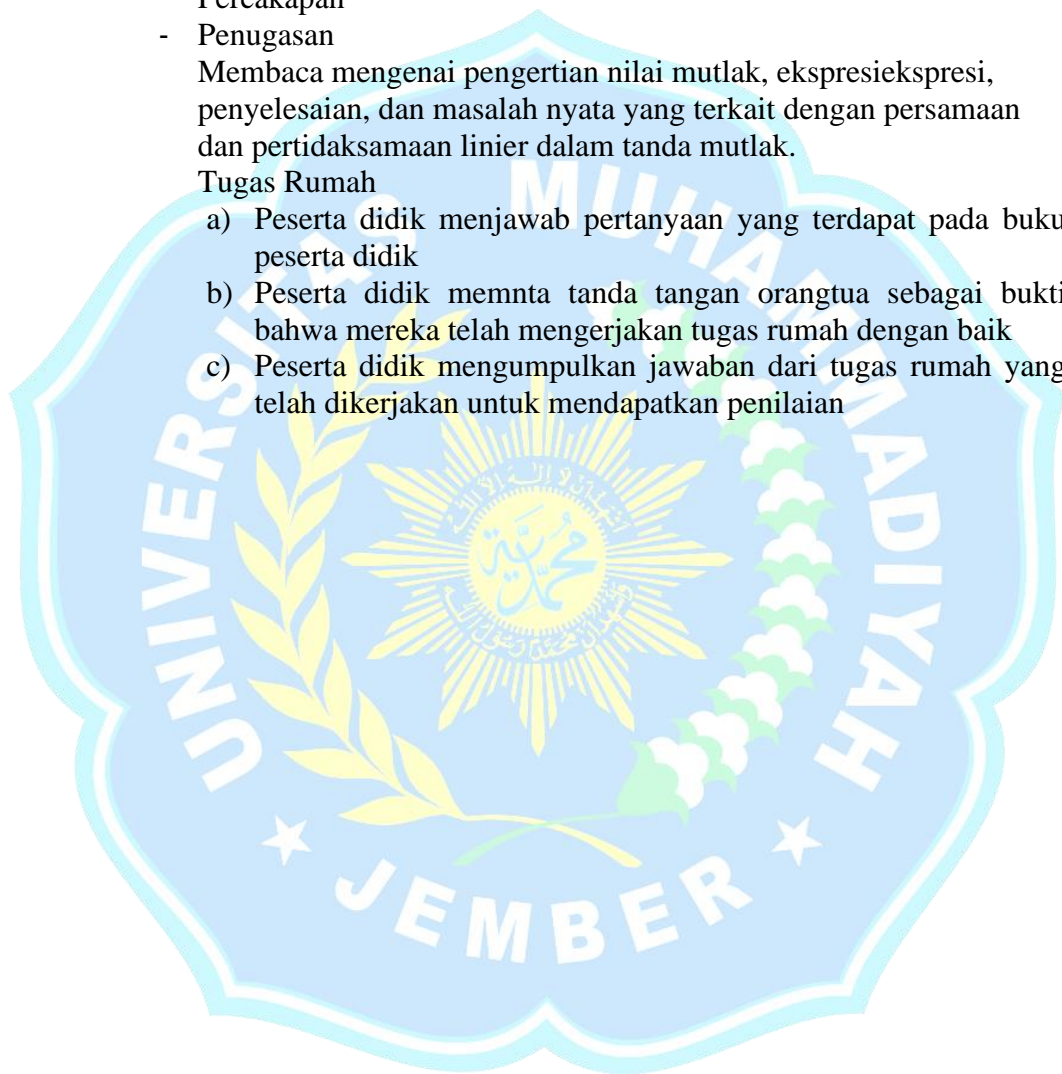 Percakapan
- Penugasan
Membaca mengenai pengertian nilai mutlak, ekspresiekspresi,
penyelesaian, dan masalah nyata yang terkait dengan persamaan
dan pertidaksamaan linier dalam tanda mutlak.
Tugas Rumah
a) Peserta didik menjawab pertanyaan yang terdapat pada buku
peserta didik
b) Peserta didik memnta tanda tangan orangtua sebagai bukti
bahwa mereka telah mengerjakan tugas rumah dengan baik
c) Peserta didik mengumpulkan jawaban dari tugas rumah yang
telah dikerjakan untuk mendapatkan penilaian
UNIVERSITAS MUHAMMADIYAH
JEMBER